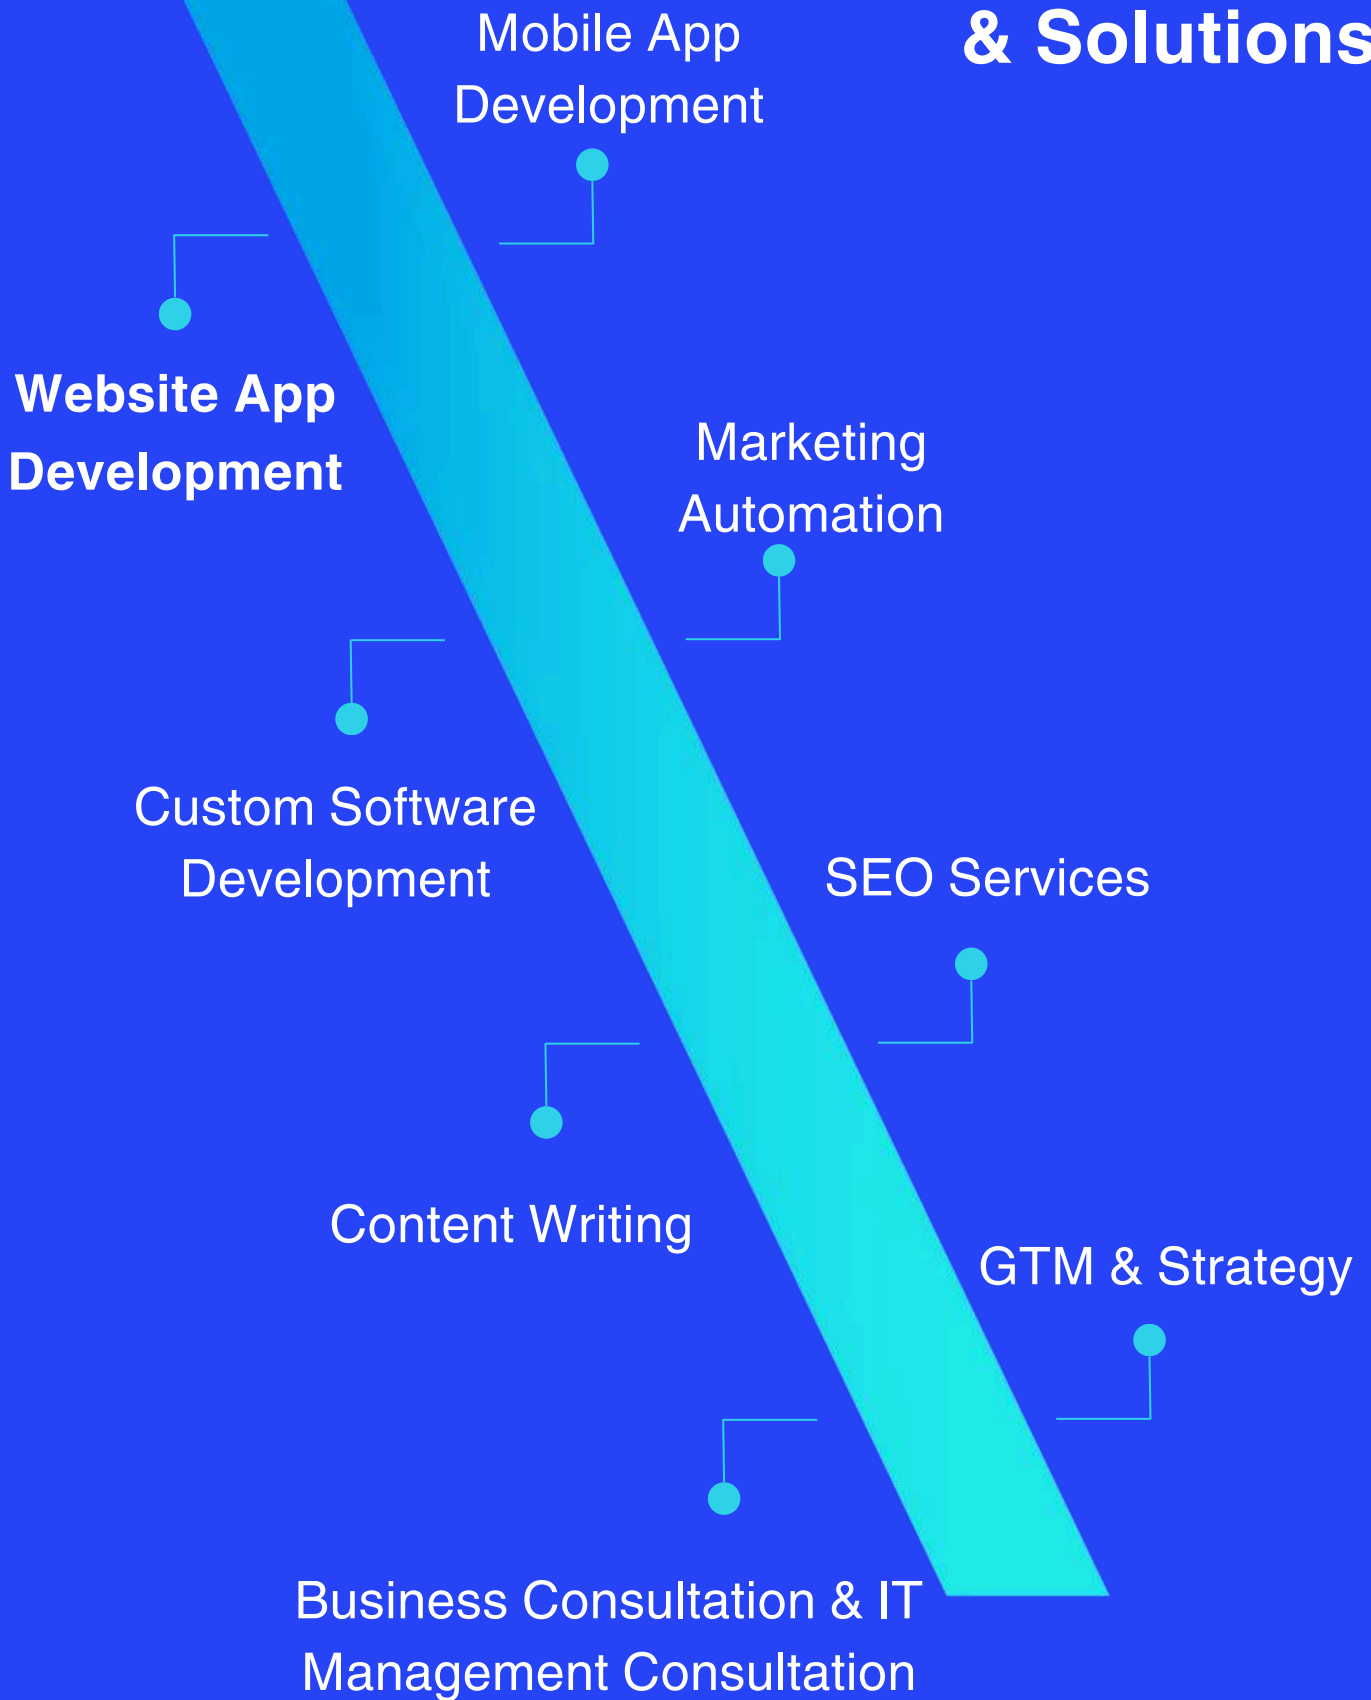 & Solutions
Mobile App
Development
Website App
Development
Marketing
Automation
Custom Software
Development
SEO Services
Content Writing
GTM & Strategy
Business Consultation & IT
Management Consultation